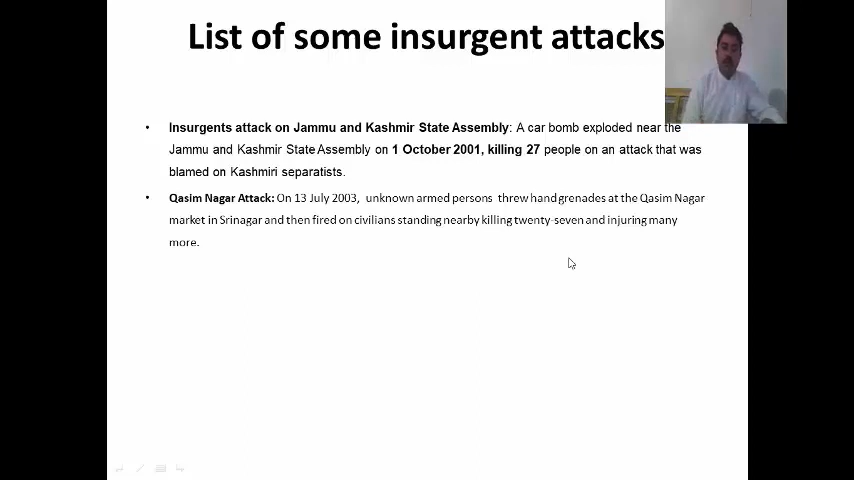 List of some insurgent attacks
• Insurgents attack on Jammu and Kashmir State Assembly: A car bomb exploded near the
Jammu and Kashmir State Assembly on 1 October 2001, killing 27 people on an attack that was
blamed on Kashmiri separatists.
• Qasim Nagar Attack: On 13 July 2003, unknown armed persons threw hand grenades at the Qasim Nagar
market in Srinagar and then fired on civilians standing nearby killing twenty-seven and injuring many
more.